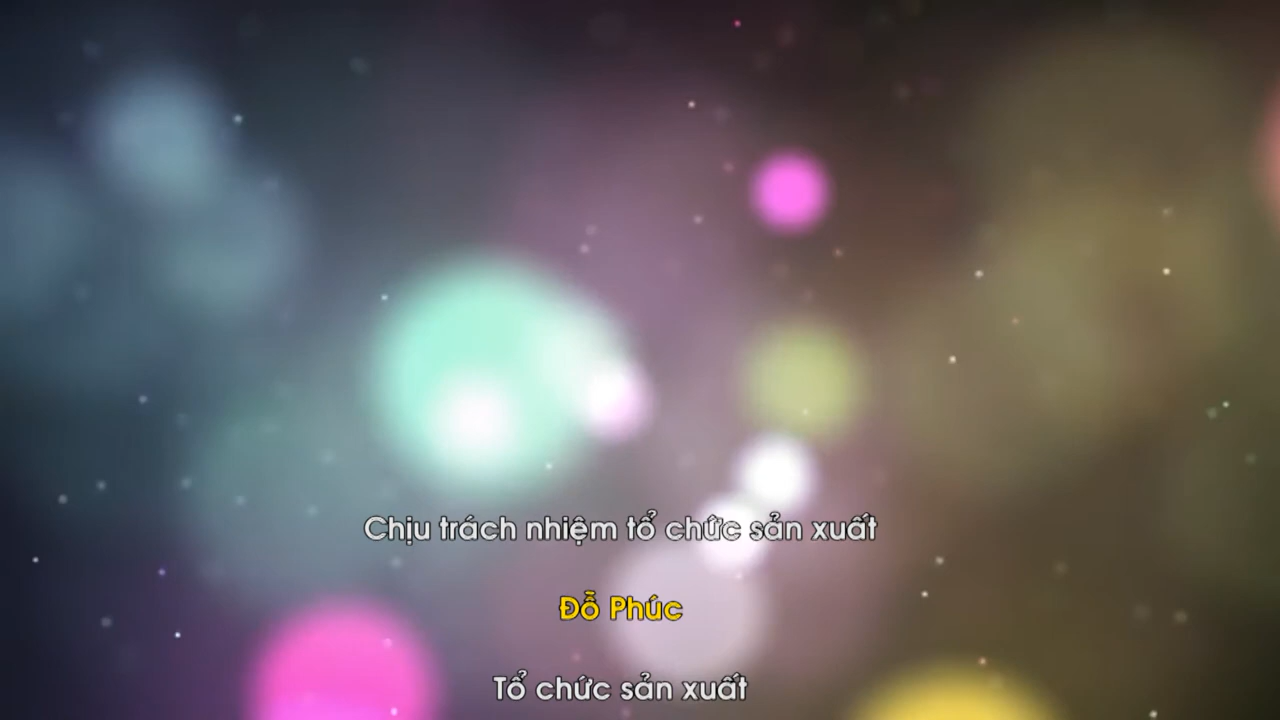 Chịu trách nhiệm tổ chức sản xuất
Đỗ Phúc
Tổ chức sản xuất